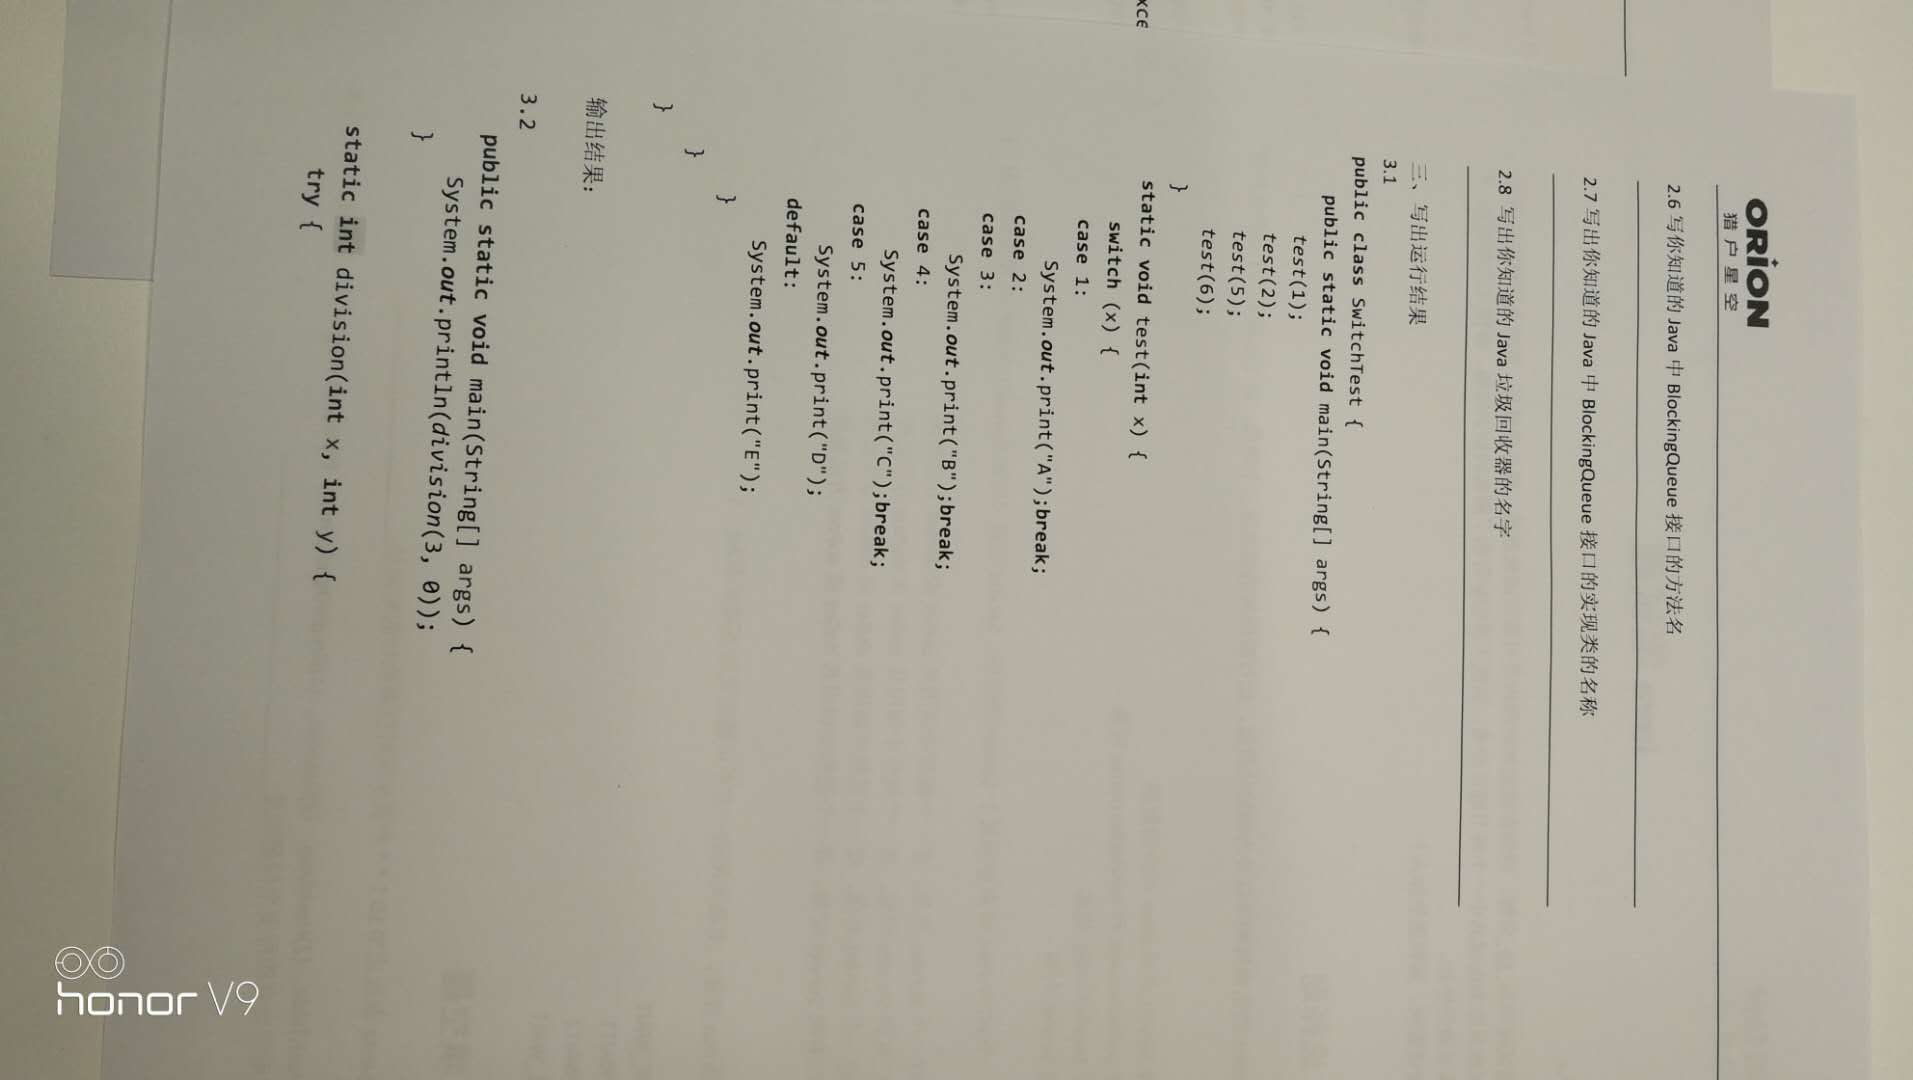 ORION
猎户星空
2.6 写你知道的 Java 中 BlockingQueue 接口的方法名
2.7 写出你知道的 Java 中 BlockingQueue 接口的实现类的名称
2.8 写出你知道的 Java 垃圾回收器的名字
三、写出运行结果
3.1
public class SwitchTest {
public static void main(String[] args) {
test(1);
test(2);
test(5);
test(6);
}
static void test(int x) {
switch (x) {
case 1:
System.out.print("A");break;
case 2:
case 3:
System.out.print("B");break;
case 4:
System.out.print("C");break;
case 5:
System.out.print("D");
default:
System.out.print("E");
}
}
}
输出结果：
3.2
public static void main(String[] args) {
System.out.println(division(3, 0));
}
static int division(int x, int y) {
try {
xce
honor V9